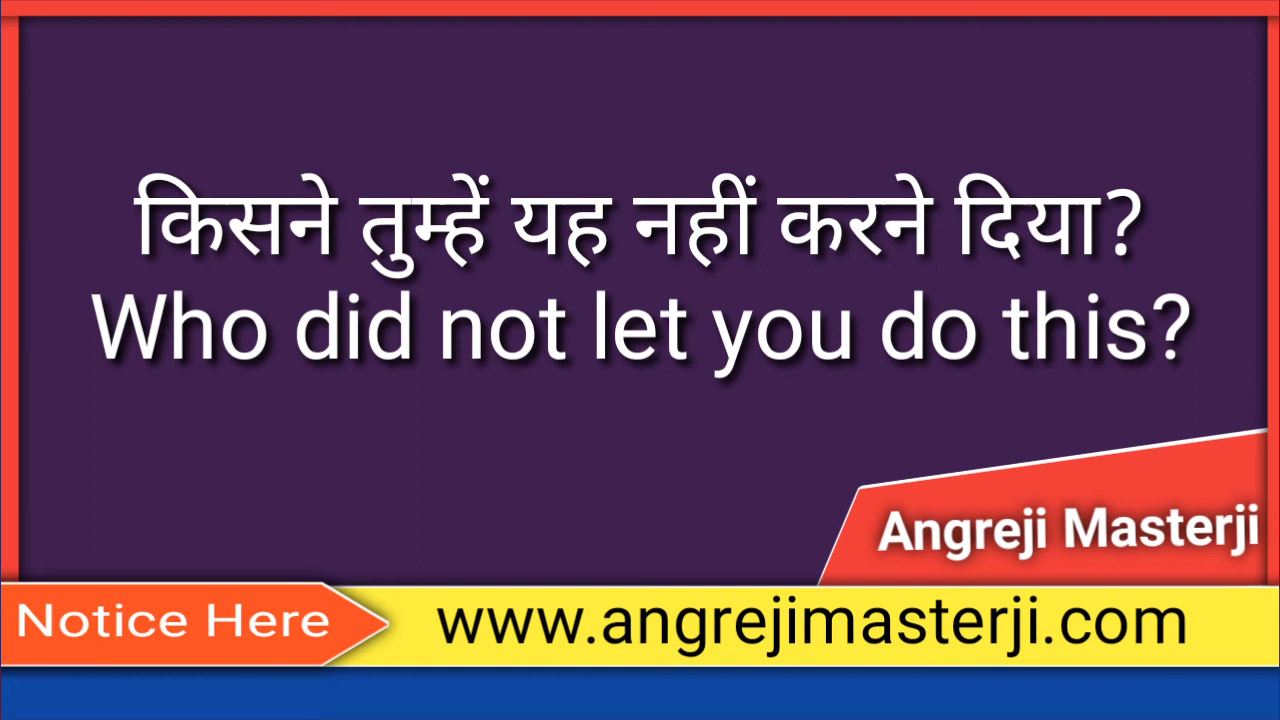 किसने तुम्हें यह नहीं करने दिया?
Who did not let you do this?
Angreji Masterji
Notice Here
www.angrejimasterji.com